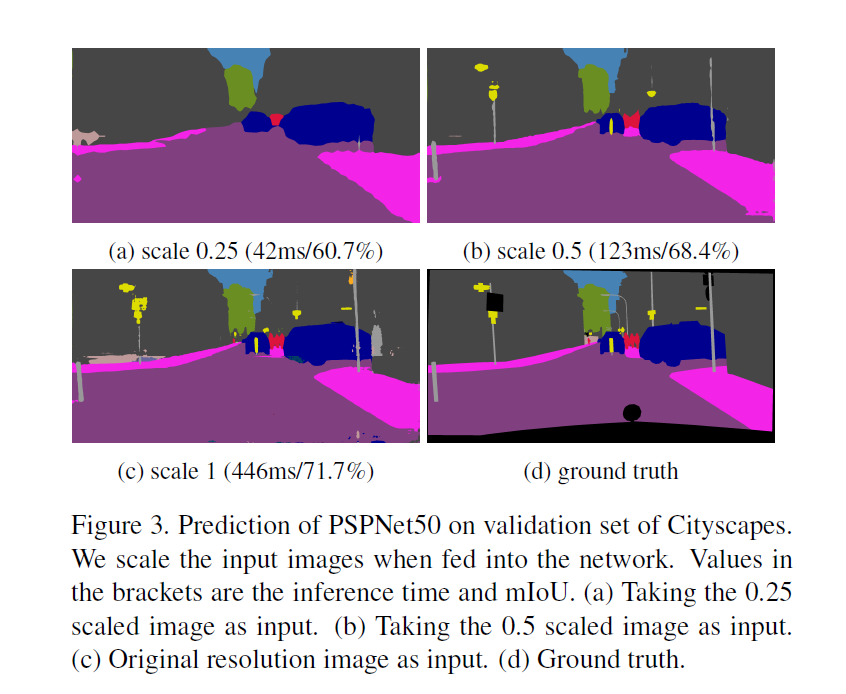 (a) scale 0.25 (42ms/60.7%)
(b) scale 0.5 (123ms/68.4%)
(c) scale 1 (446ms/71.7%)
(d) ground truth
Figure 3. Prediction of PSPNet50 on validation set of Cityscapes.
We scale the input images when fed into the network. Values in
the brackets are the inference time and mIoU. (a) Taking the 0.25
scaled image as input. (b) Taking the 0.5 scaled image as input.
(c) Original resolution image as input. (d) Ground truth.